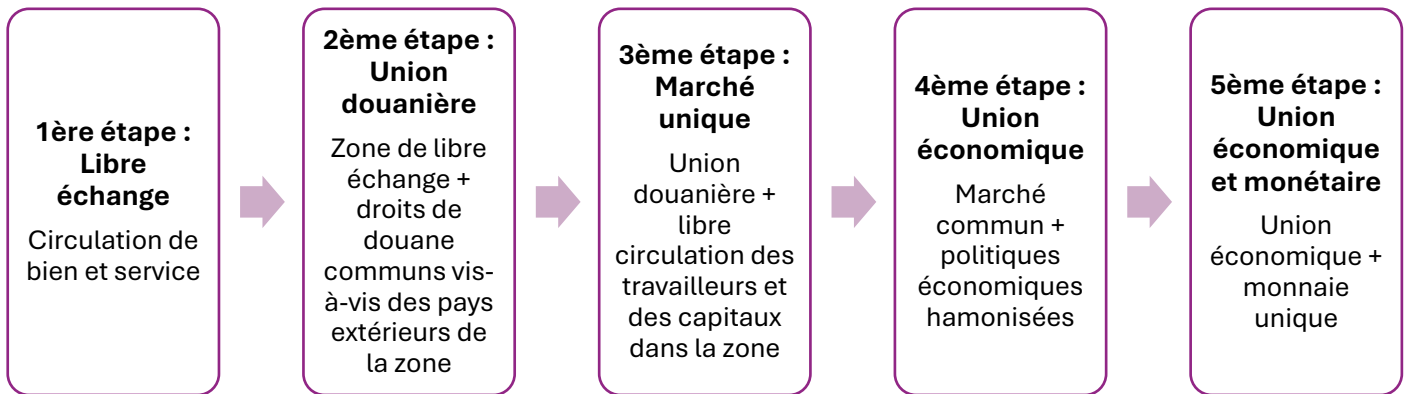 1ère étape :
Libre
échange
Circulation de
bien et service
2ème étape :
Union
douanière
Zone de libre
échange +
droits de
douane
communs vis-
à-vis des pays
extérieurs de
la zone
3ème étape :
Marché
unique
Union
douanière +
libre
circulation des
travailleurs et
des capitaux
dans la zone
4ème étape :
Union
économique
Marché
commun +
politiques
économiques
hamonisées
5ème étape :
Union
économique
et monétaire
Union
économique +
monnaie
unique